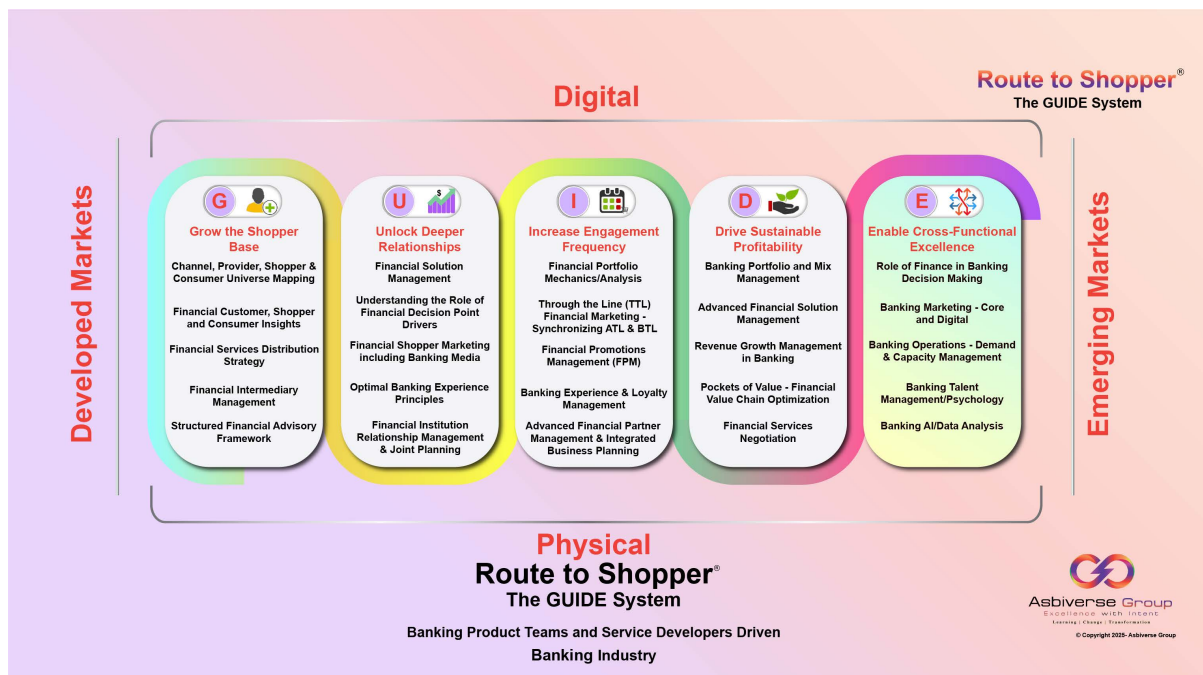 Route to Shopper®
The GUIDE System
Digital
Developed Markets
Emerging Markets
G
Grow the Shopper
Base
Channel, Provider, Shopper &
Consumer Universe Mapping
Financial Customer, Shopper
and Consumer Insights
Financial Services Distribution
Strategy
Financial Intermediary
Management
Structured Financial Advisory
Framework
U
$
Unlock Deeper
Relationships
Financial Solution
Management
Understanding the Role of
Financial Decision Point
Drivers
Financial Shopper Marketing
including Banking Media
Optimal Banking Experience
Principles
Financial Institution
Relationship Management
& Joint Planning
I
Increase Engagement
Frequency
Financial Portfolio
Mechanics/Analysis
Through the Line (TTL)
Financial Marketing -
Synchronizing ATL & BTL
Financial Promotions
Management (FPM)
Banking Experience & Loyalty
Management
Advanced Financial Partner
Management & Integrated
Business Planning
D
Drive Sustainable
Profitability
Banking Portfolio and Mix
Management
Advanced Financial Solution
Management
Revenue Growth Management
in Banking
Pockets of Value - Financial
Value Chain Optimization
Financial Services
Negotiation
E
Enable Cross-Functional
Excellence
Role of Finance in Banking
Decision Making
Banking Marketing - Core
and Digital
Banking Operations - Demand
& Capacity Management
Banking Talent
Management/Psychology
Banking AI/Data Analysis
Physical
Route to Shopper®
The GUIDE System
Banking Product Teams and Service Developers Driven
Banking Industry
Asbiverse Group
Excellence with Intent
Learning | Change | Transformation
© Copyright 2025- Asbiverse Group